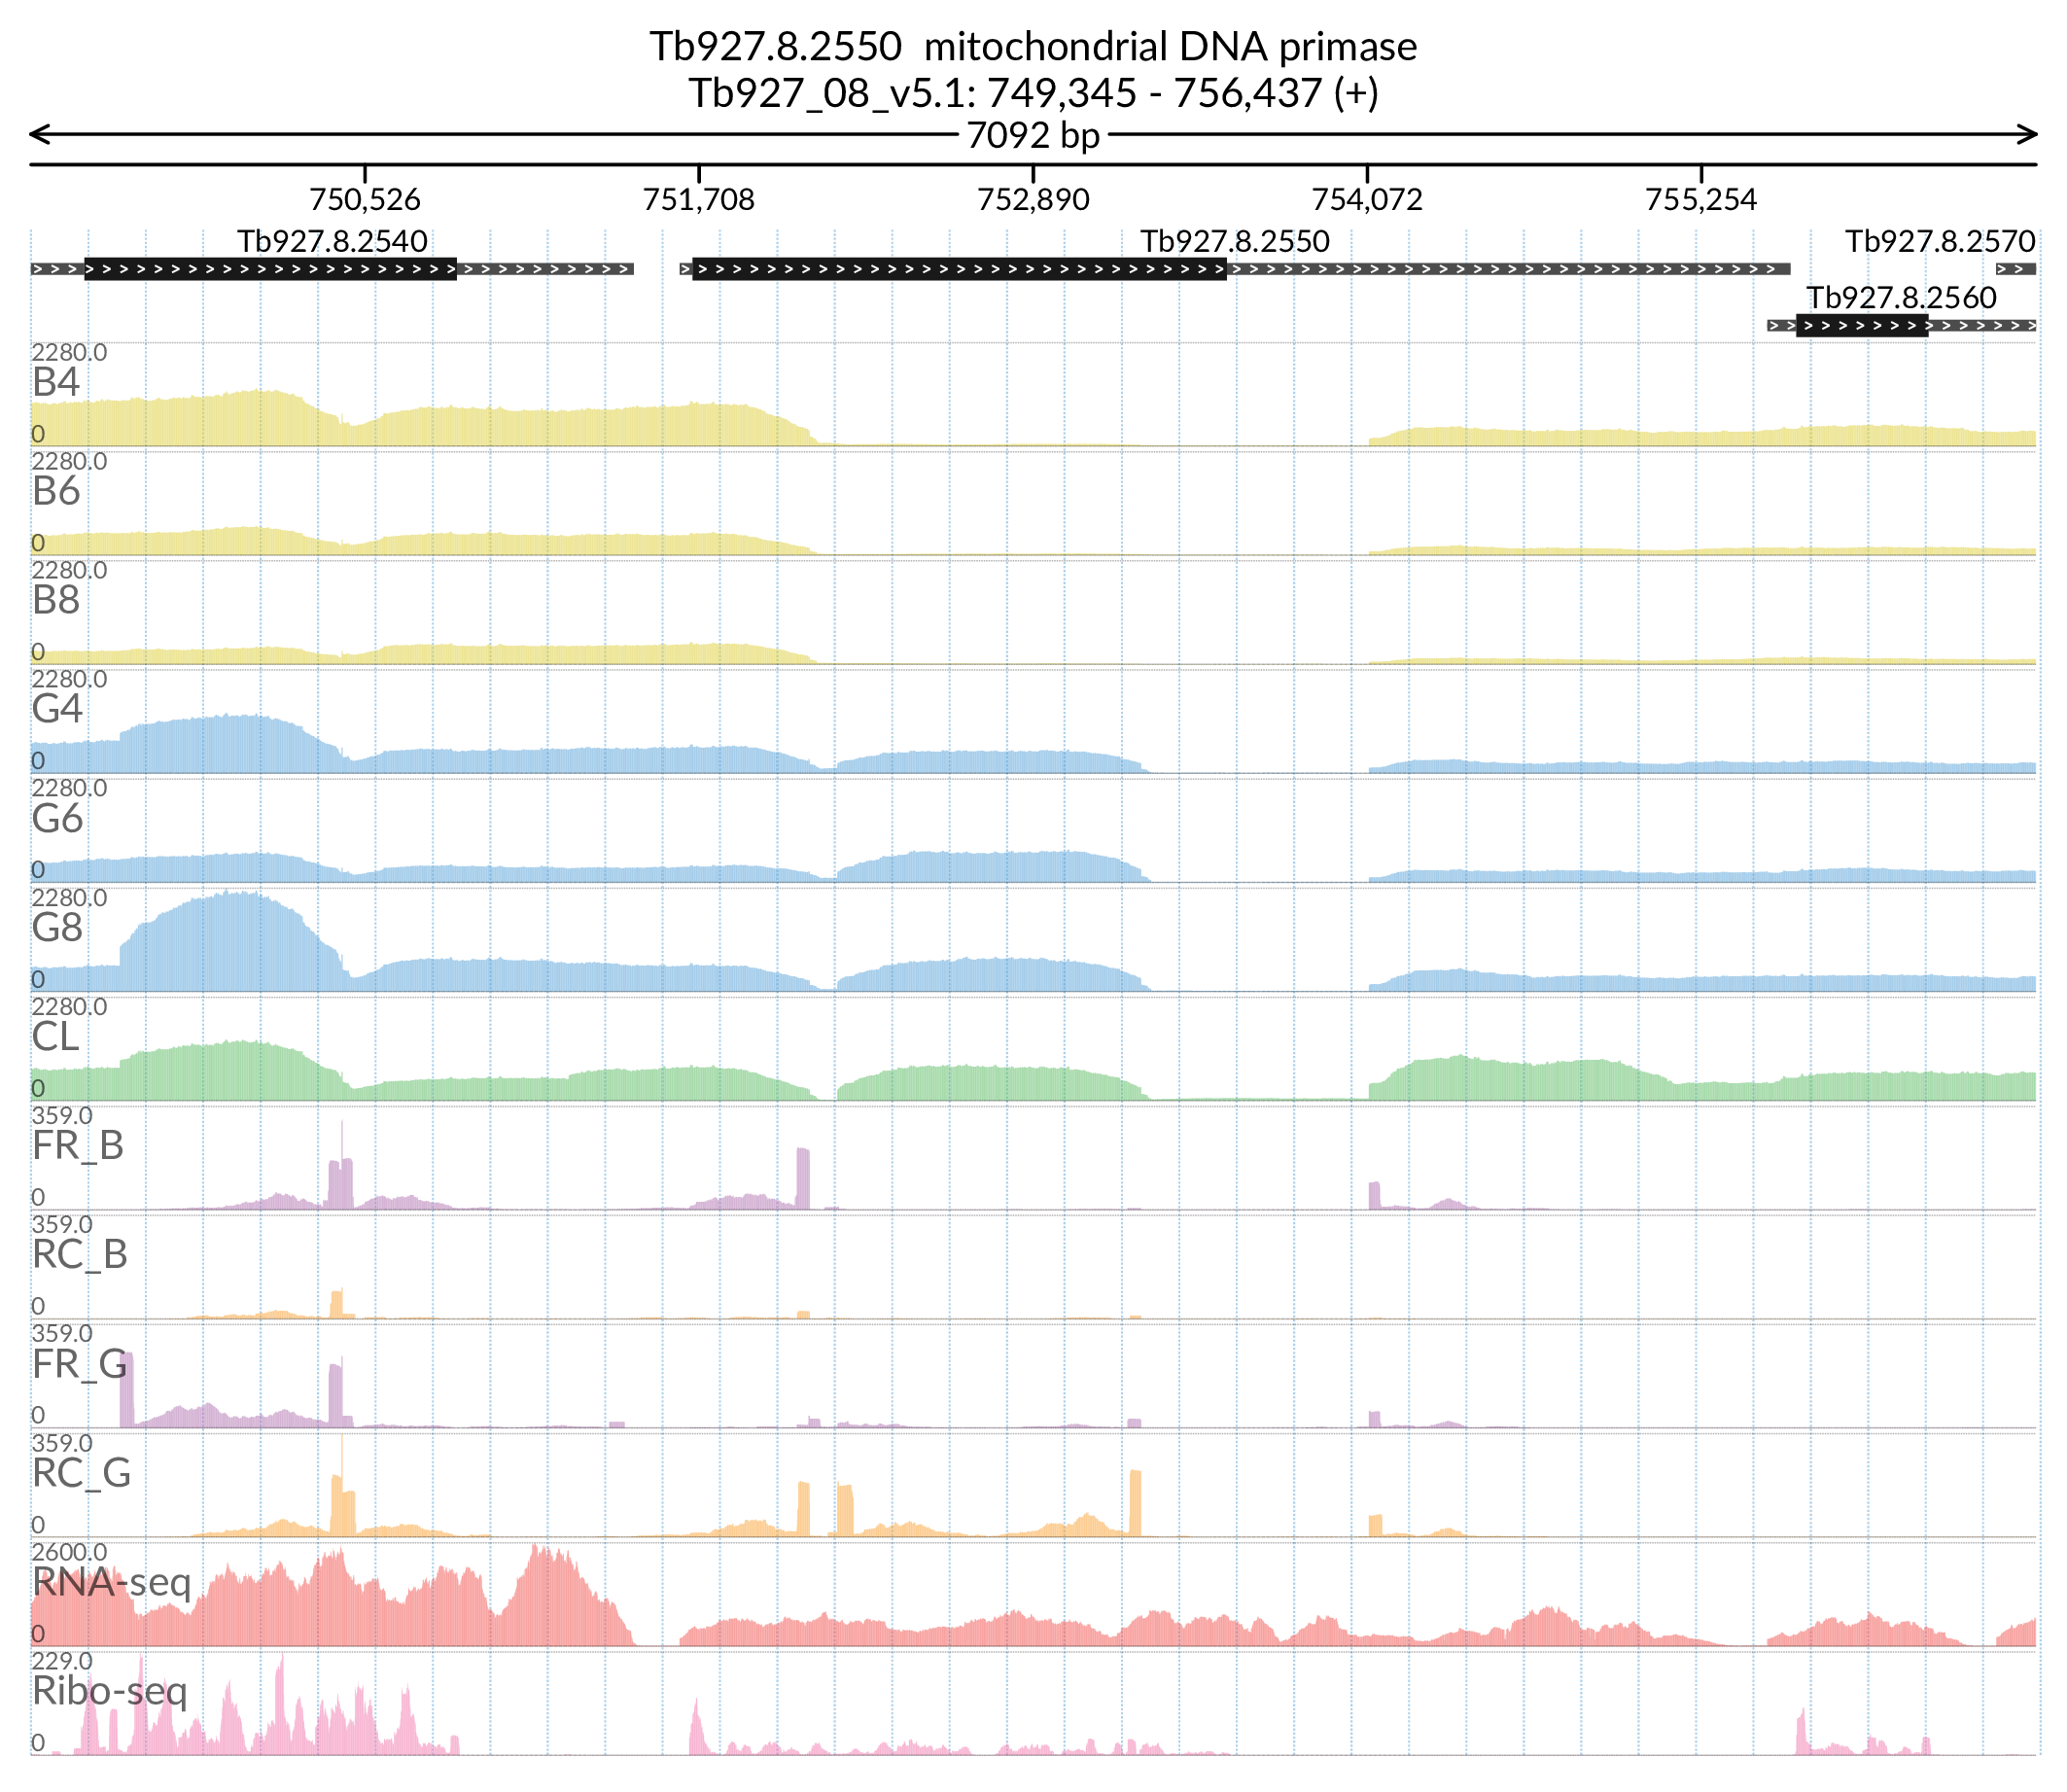 Tb927.8.2550  mitochondrial DNA primase
Tb927_08_v5.1: 749,345 - 756,437 (+)
7092 bp
750,526 751,708 752,890 754,072 755,254
Tb927.8.2540 Tb927.8.2550 Tb927.8.2570
Tb927.8.2560
2280.0
B4
0
2280.0
B6
0
2280.0
B8
0
2280.0
G4
0
2280.0
G6
0
2280.0
G8
0
2280.0
CL
0
359.0
FR_B
0
359.0
RC_B
0
359.0
FR_G
0
359.0
RC_G
0
2600.0
RNA-seq
0
229.0
Ribo-seq
0